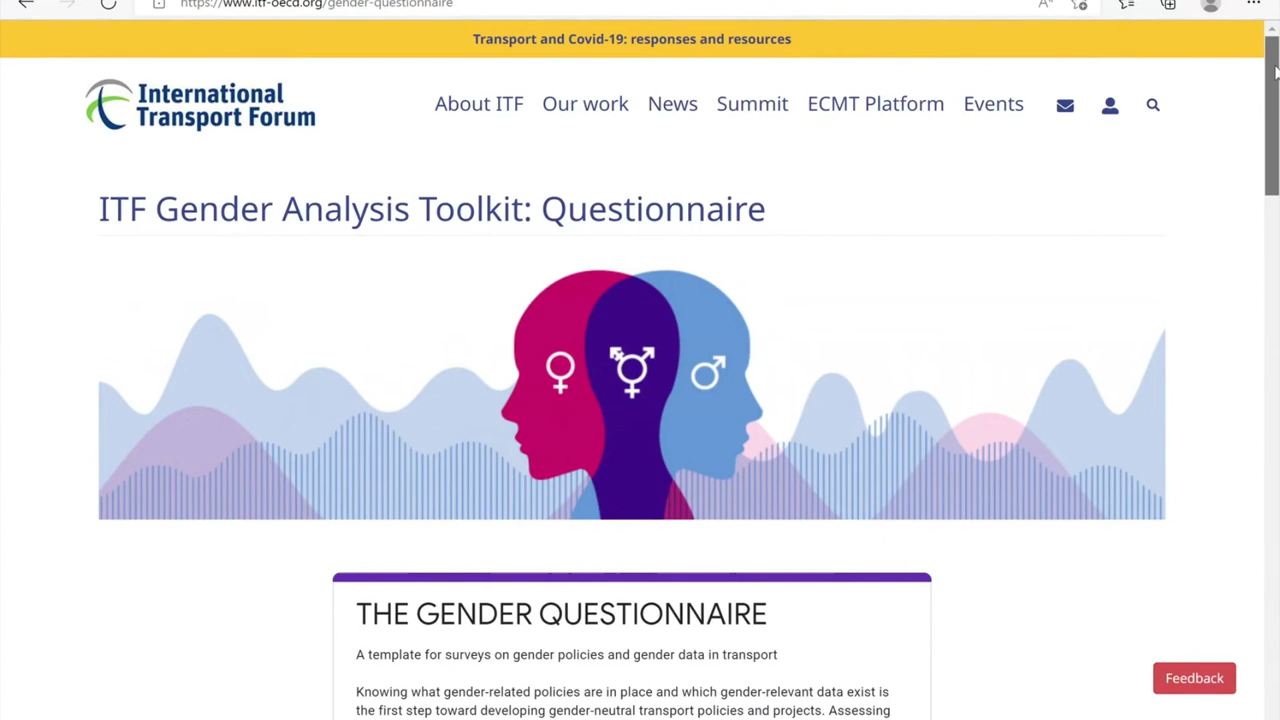 https://www.itf-oecd.org/gender-questionnaire
Transport and Covid-19: responses and resources
International
Transport Forum
About ITF Our work News Summit ECMT Platform Events
ITF Gender Analysis Toolkit: Questionnaire
THE GENDER QUESTIONNAIRE
A template for surveys on gender policies and gender data in transport
Knowing what gender-related policies are in place and which gender-relevant data exist is
the first step toward developing gender-neutral transport policies and projects. Assessing
Feedback